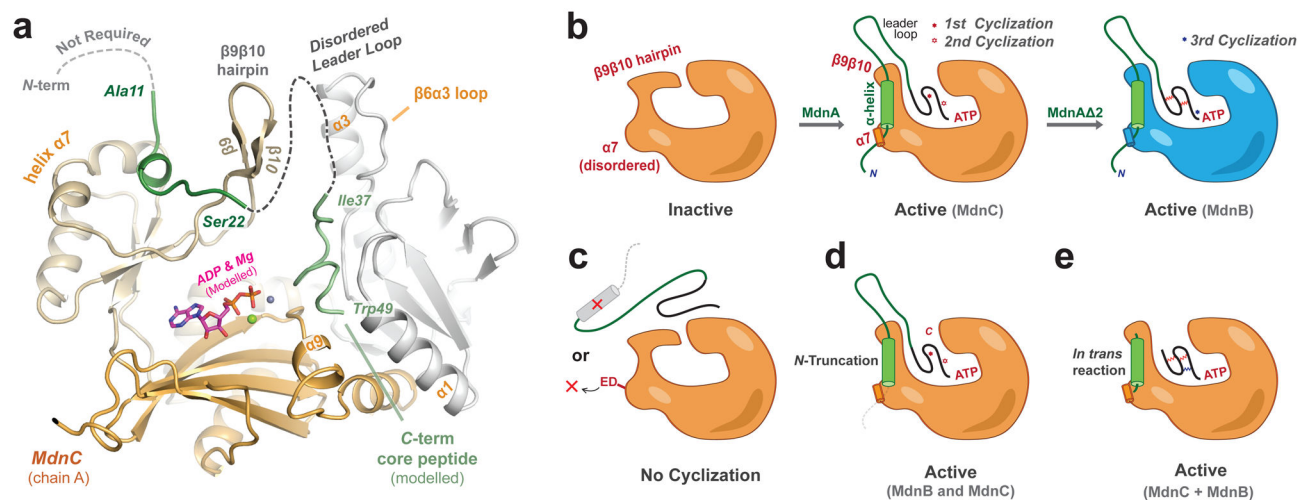 a
Not Required
N-term
Ala11
β9β10
hairpin
Disordered
Leader Loop
α3
β6α3 loop
helix α7
β9
β10
Ser22
Ile37
ADP & Mg
(Modelled)
Trp49
α9
α1
MdnC
(chain A)
C-term
core peptide
(modelled)
b
β9β10 hairpin
α7
(disordered)
Inactive
MdnA
leader
loop
1st Cyclization
2nd Cyclization
β9β10
α-helix
α7
ATP
N
Active (MdnC)
MdnAΔ2
3rd Cyclization
ATP
N
Active (MdnB)
c
or
ED
No Cyclization
d
N-Truncation
C
ATP
Active
(MdnB and MdnC)
e
In trans
reaction
ATP
Active
(MdnC + MdnB)